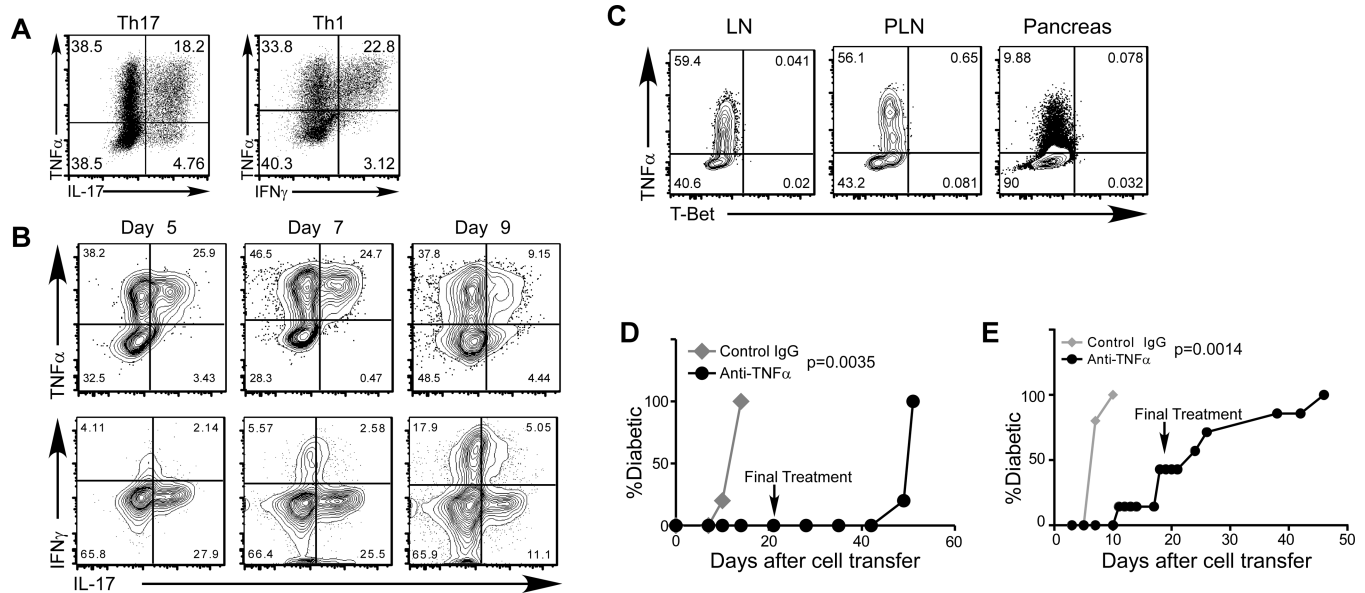 A
Th17
Th1
38.5
18.2
38.5
4.76
TNFα
IL-17
33.8
22.8
40.3
3.12
TNFα
IFNγ
B
Day 5
Day 7
Day 9
38.2
25.9
32.5
3.43
46.5
24.7
28.3
0.47
37.8
9.15
48.5
4.44
TNFα
4.11
2.14
65.8
27.9
5.57
2.58
66.4
25.5
17.9
5.05
65.9
11.1
IFNγ
IL-17
C
LN
PLN
Pancreas
59.4
0.041
40.6
0.02
56.1
0.65
43.2
0.081
9.88
0.078
90
0.032
TNFα
T-Bet
D
Control IgG
Anti-TNFα
p=0.0035
%Diabetic
100
50
0
Final Treatment
0
20
40
60
Days after cell transfer
E
Control IgG
Anti-TNFα
p=0.0014
%Diabetic
100
50
0
Final Treatment
0
10
20
30
40
50
Days after cell transfer